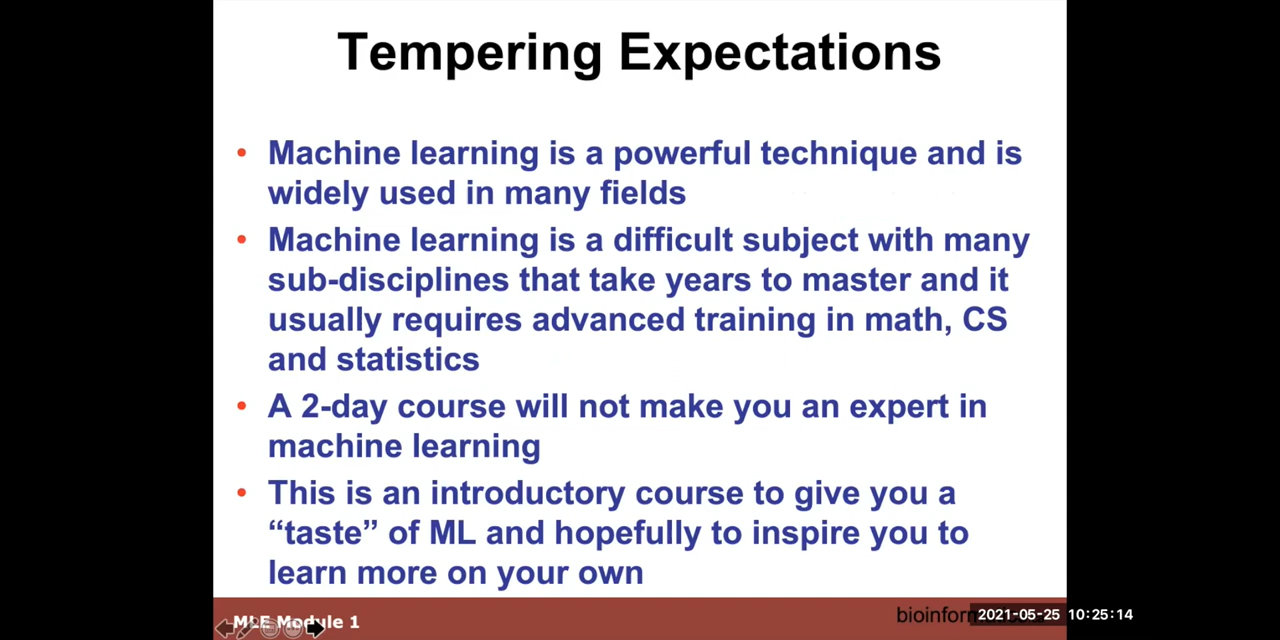 Tempering Expectations
• Machine learning is a powerful technique and is
widely used in many fields
• Machine learning is a difficult subject with many
sub-disciplines that take years to master and it
usually requires advanced training in math, CS
and statistics
• A 2-day course will not make you an expert in
machine learning
• This is an introductory course to give you a
“taste” of ML and hopefully to inspire you to
learn more on your own
MLE Module 1
2021-05-25 10:25:14